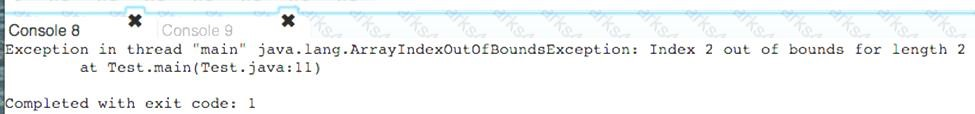 Console 8 Console 9
Exception in thread "main" java.lang.ArrayIndexOutOfBoundsException: Index 2 out of bounds for length 2
at Test.main(Test.java:11)
Completed with exit code: 1